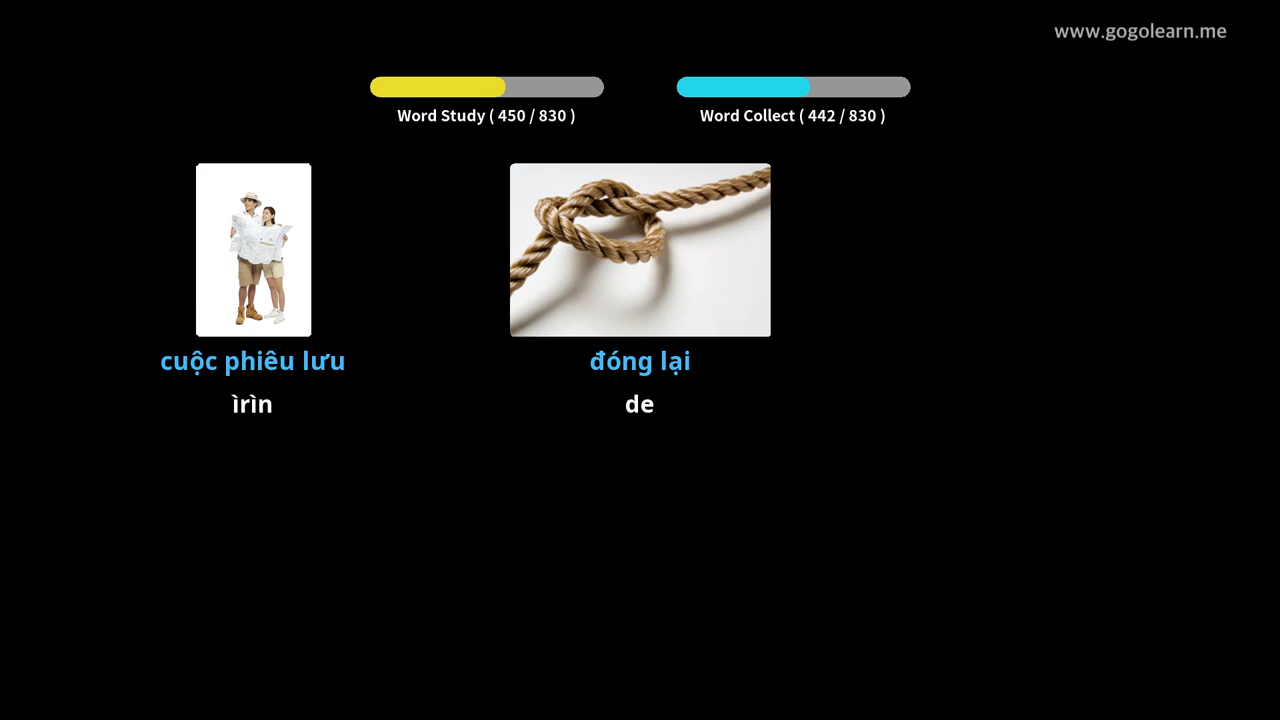 www.gogolearn.me
Word Study ( 450 / 830 )
Word Collect ( 442 / 830 )
cuộc phiêu lưu
ìrìn
đóng lại
de